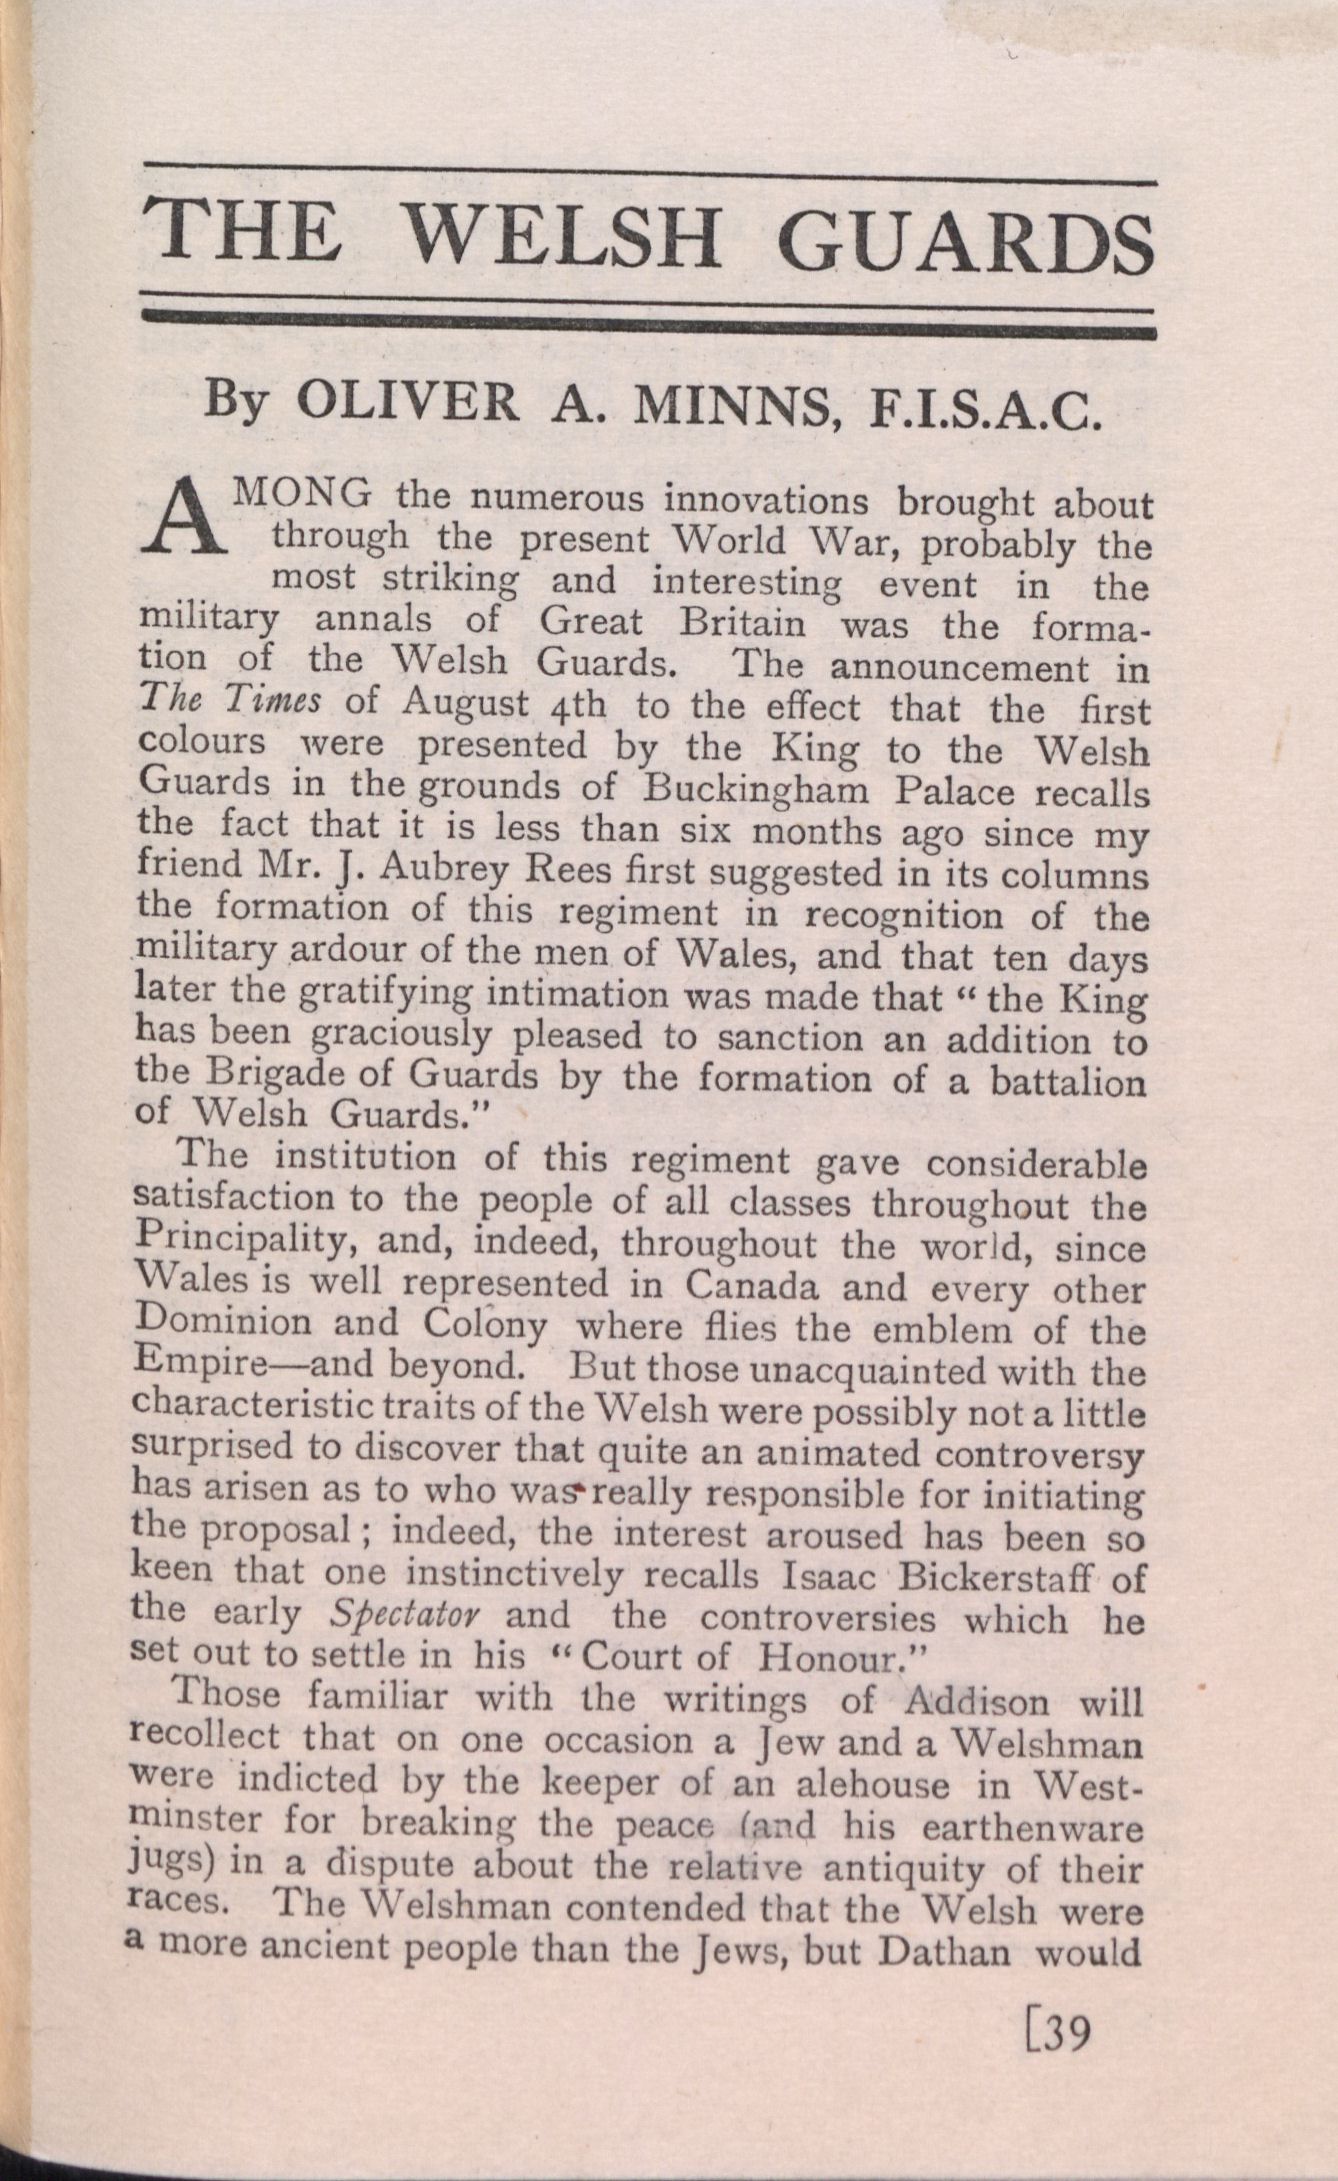 THE WELSH GUARDS
By OLIVER A. MINNS, F.I.S.A.C.
AMONG the numerous innovations brought about
through the present World War, probably the
most striking and interesting event in the
military annals of Great Britain was the forma-
tion of the Welsh Guards. The announcement in
The Times of August 4th to the effect that the first
colours were presented by the King to the Welsh
Guards in the grounds of Buckingham Palace recalls
the fact that it is less than six months ago since my
friend Mr. J. Aubrey Rees first suggested in its columns
the formation of this regiment in recognition of the
military ardour of the men of Wales, and that ten days
later the gratifying intimation was made that “ the King
has been graciously pleased to sanction an addition to
the Brigade of Guards by the formation of a battalion
of Welsh Guards.”
The institution of this regiment gave considerable
satisfaction to the people of all classes throughout the
Principality, and, indeed, throughout the world, since
Wales is well represented in Canada and every other
Dominion and Colony where flies the emblem of the
Empire—and beyond. But those unacquainted with the
characteristic traits of the Welsh were possibly not a little
surprised to discover that quite an animated controversy
has arisen as to who was really responsible for initiating
the proposal ; indeed, the interest aroused has been so
keen that one instinctively recalls Isaac Bickerstaff of
the early Spectator and the controversies which he
set out to settle in his “ Court of Honour.”
Those familiar with the writings of Addison will
recollect that on one occasion a Jew and a Welshman
were indicted by the keeper of an alehouse in West-
minster for breaking the peace (and his earthenware
jugs) in a dispute about the relative antiquity of their
races. The Welshman contended that the Welsh were
a more ancient people than the Jews, but Dathan would
[39